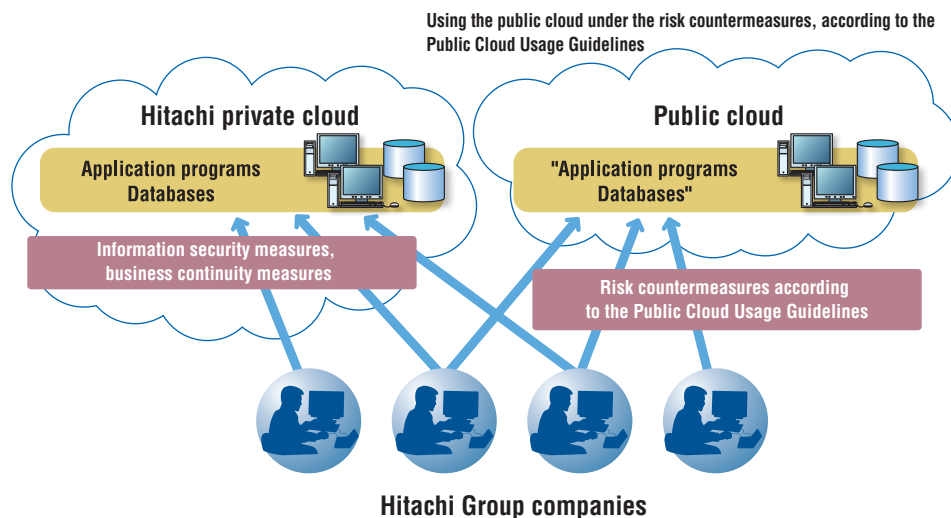 Using the public cloud under the risk countermeasures, according to the
Public Cloud Usage Guidelines
Hitachi private cloud
Application programs
Databases
Information security measures,
business continuity measures
Public cloud
"Application programs
Databases"
Risk countermeasures according
to the Public Cloud Usage Guidelines
Hitachi Group companies